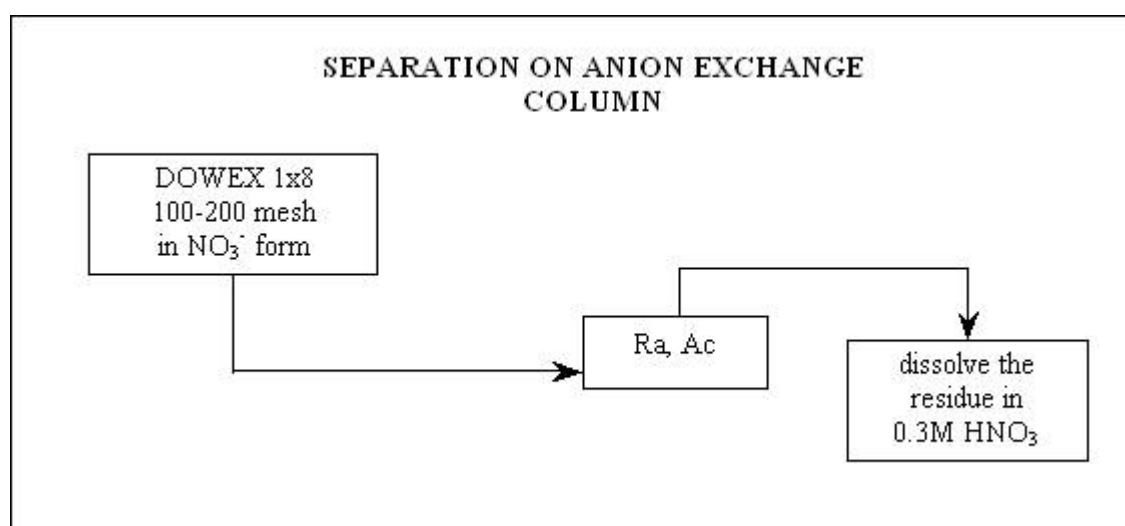 SEPARATION ON ANION EXCHANGE
COLUMN
DOWEX 1x8
100-200 mesh
in NO₃⁻ form
Ra, Ac
dissolve the
residue in
0.3M HNO₃